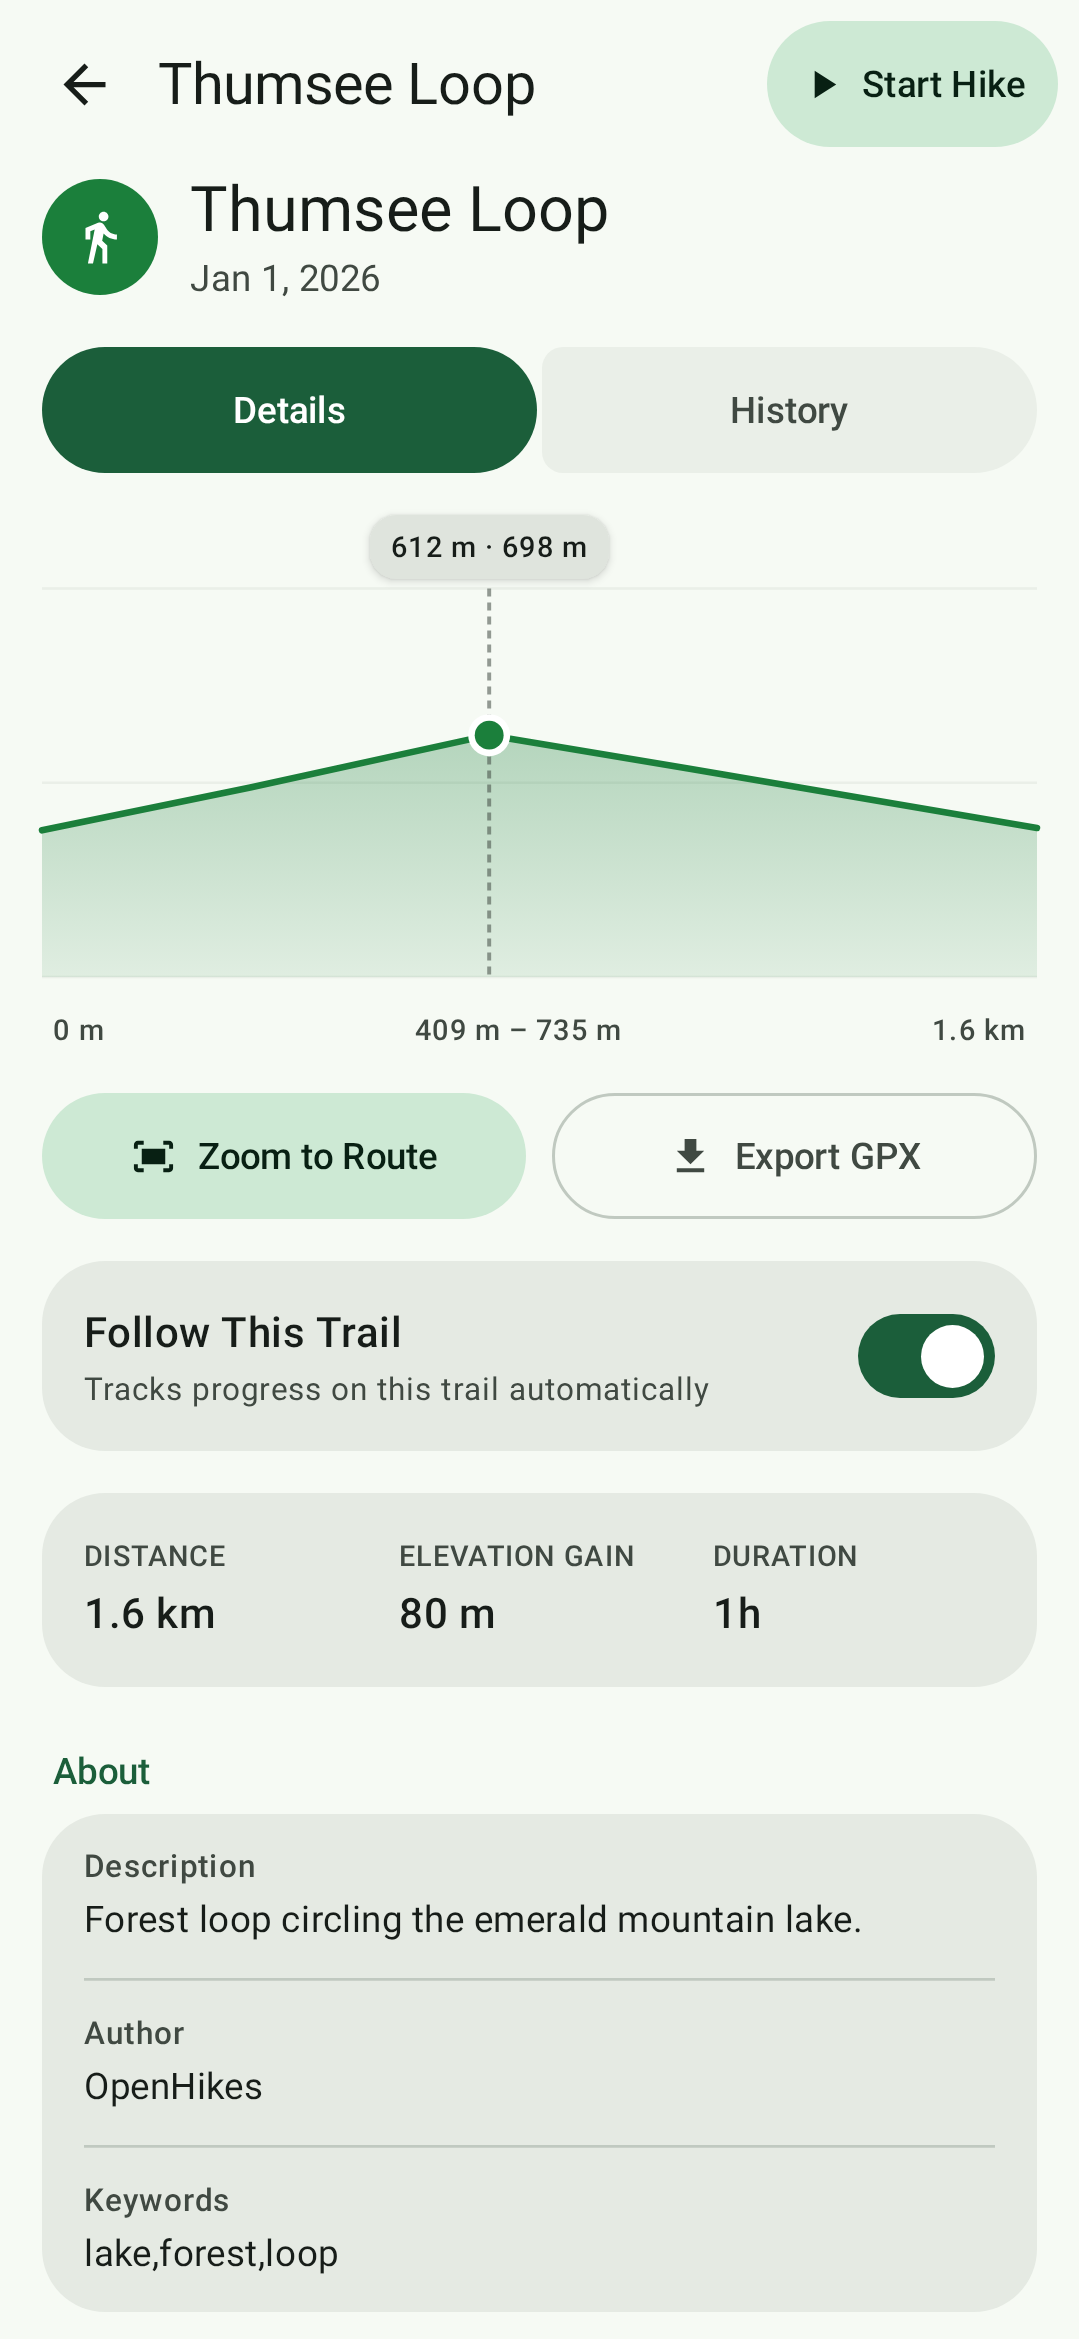 Thumsee Loop
Start Hike
Thumsee Loop
Jan 1, 2026
Details
History
612 m · 698 m
0 m
409 m – 735 m
1.6 km
Zoom to Route
Export GPX
Follow This Trail
Tracks progress on this trail automatically
DISTANCE
ELEVATION GAIN
DURATION
1.6 km
80 m
1h
About
Description
Forest loop circling the emerald mountain lake.
Author
OpenHikes
Keywords
lake,forest,loop